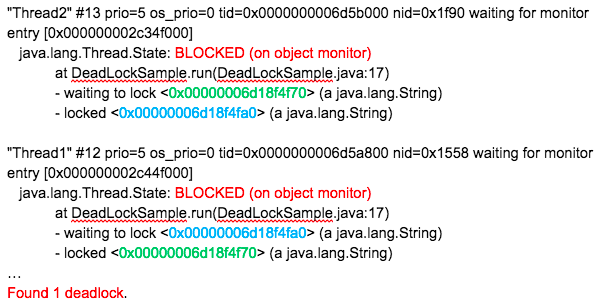 "Thread2" #13 prio=5 os_prio=0 tid=0x0000000006d5b000 nid=0x1f90 waiting for monitor
entry [0x000000002c34f000]
java.lang.Thread.State: BLOCKED (on object monitor)
at DeadLockSample.run(DeadLockSample.java:17)
- waiting to lock <0x00000006d18f4f70> (a java.lang.String)
- locked <0x00000006d18f4fa0> (a java.lang.String)
"Thread1" #12 prio=5 os_prio=0 tid=0x0000000006d5a800 nid=0x1558 waiting for monitor
entry [0x000000002c44f000]
java.lang.Thread.State: BLOCKED (on object monitor)
at DeadLockSample.run(DeadLockSample.java:17)
- waiting to lock <0x00000006d18f4fa0> (a java.lang.String)
- locked <0x00000006d18f4f70> (a java.lang.String)
…
Found 1 deadlock.